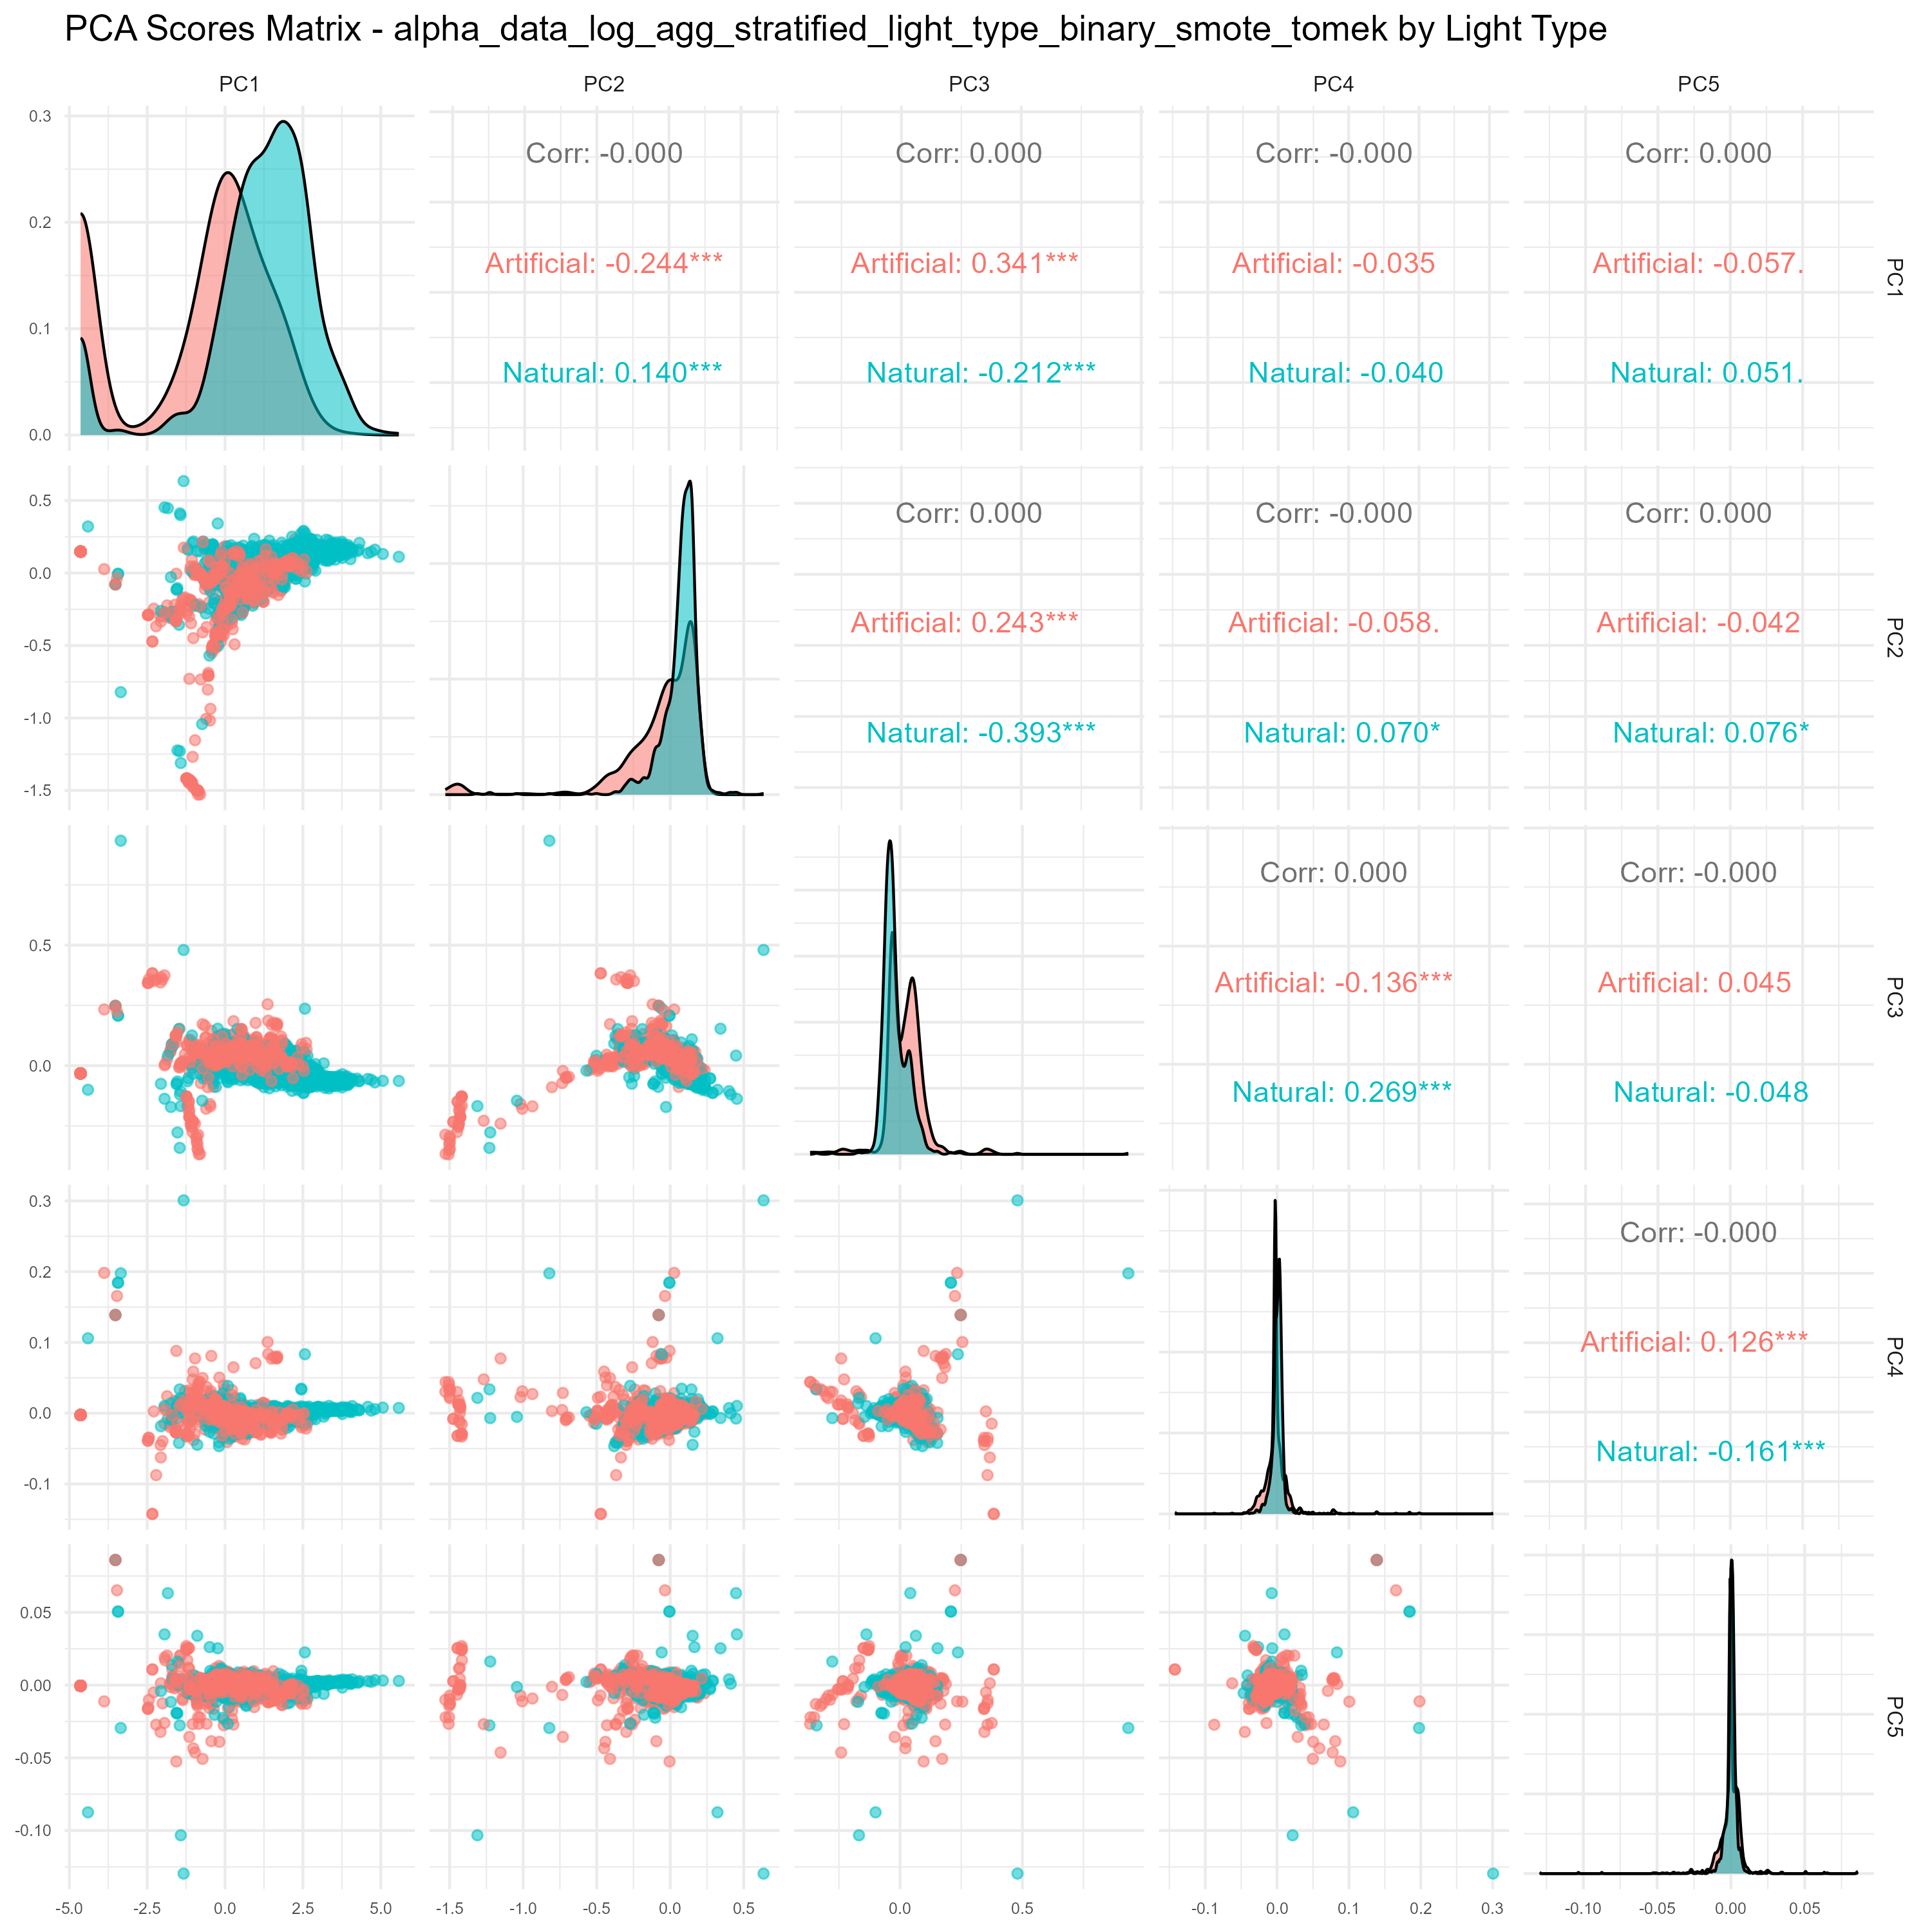 PCA Scores Matrix - alpha_data_log_agg_stratified_light_type_binary_smote_tomek by Light Type
PC1 PC2 PC3 PC4 PC5
0.3
0.2
0.1
0.0
Corr: -0.000
Artificial: -0.244***
Natural: 0.140***
Corr: 0.000
Artificial: 0.341***
Natural: -0.212***
Corr: -0.000
Artificial: -0.035
Natural: -0.040
Corr: 0.000
Artificial: -0.057.
Natural: 0.051.
PC1
0.5
0.0
-0.5
-1.0
-1.5
Corr: 0.000
Artificial: 0.243***
Natural: -0.393***
Corr: -0.000
Artificial: -0.058.
Natural: 0.070*
Corr: 0.000
Artificial: -0.042
Natural: 0.076*
PC2
0.5
0.0
Corr: 0.000
Artificial: -0.136***
Natural: 0.269***
Corr: -0.000
Artificial: 0.045
Natural: -0.048
PC3
0.3
0.2
0.1
0.0
-0.1
Corr: -0.000
Artificial: 0.126***
Natural: -0.161***
PC4
0.05
0.00
-0.05
-0.10
PC5
-5.0 -2.5 0.0 2.5 5.0
-1.5 -1.0 -0.5 0.0 0.5
0.0 0.5
-0.1 0.0 0.1 0.2 0.3
-0.10 -0.05 0.00 0.05